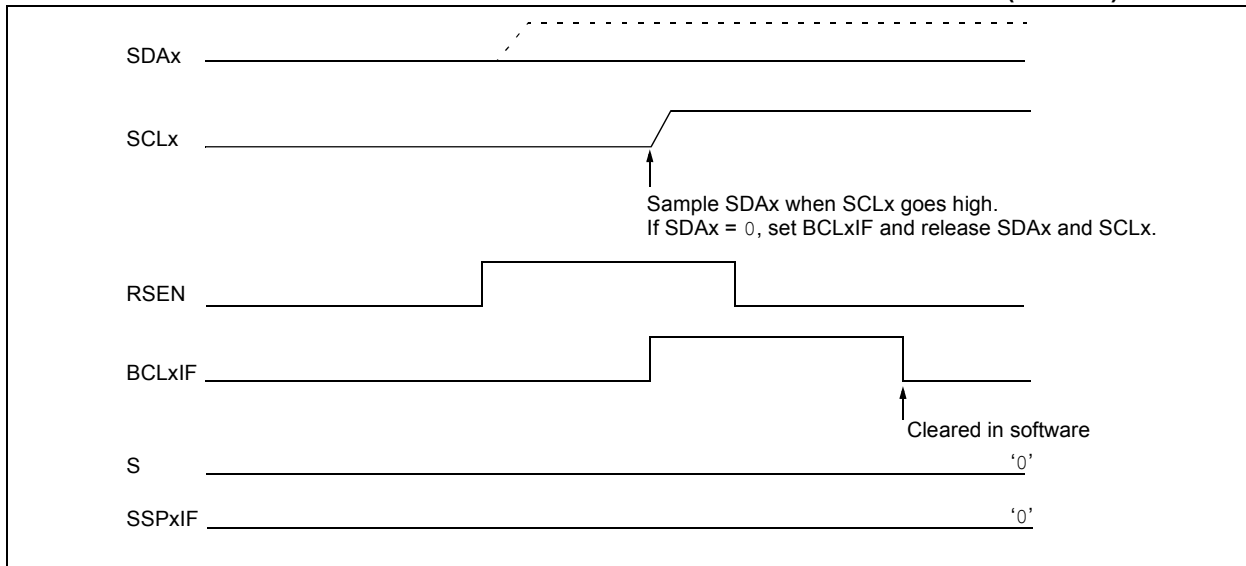 SDAx
SCLx
Sample SDAx when SCLx goes high.
If SDAx = 0, set BCLxIF and release SDAx and SCLx.
RSEN
BCLxIF
Cleared in software
S
‘0’
SSPxIF
‘0’